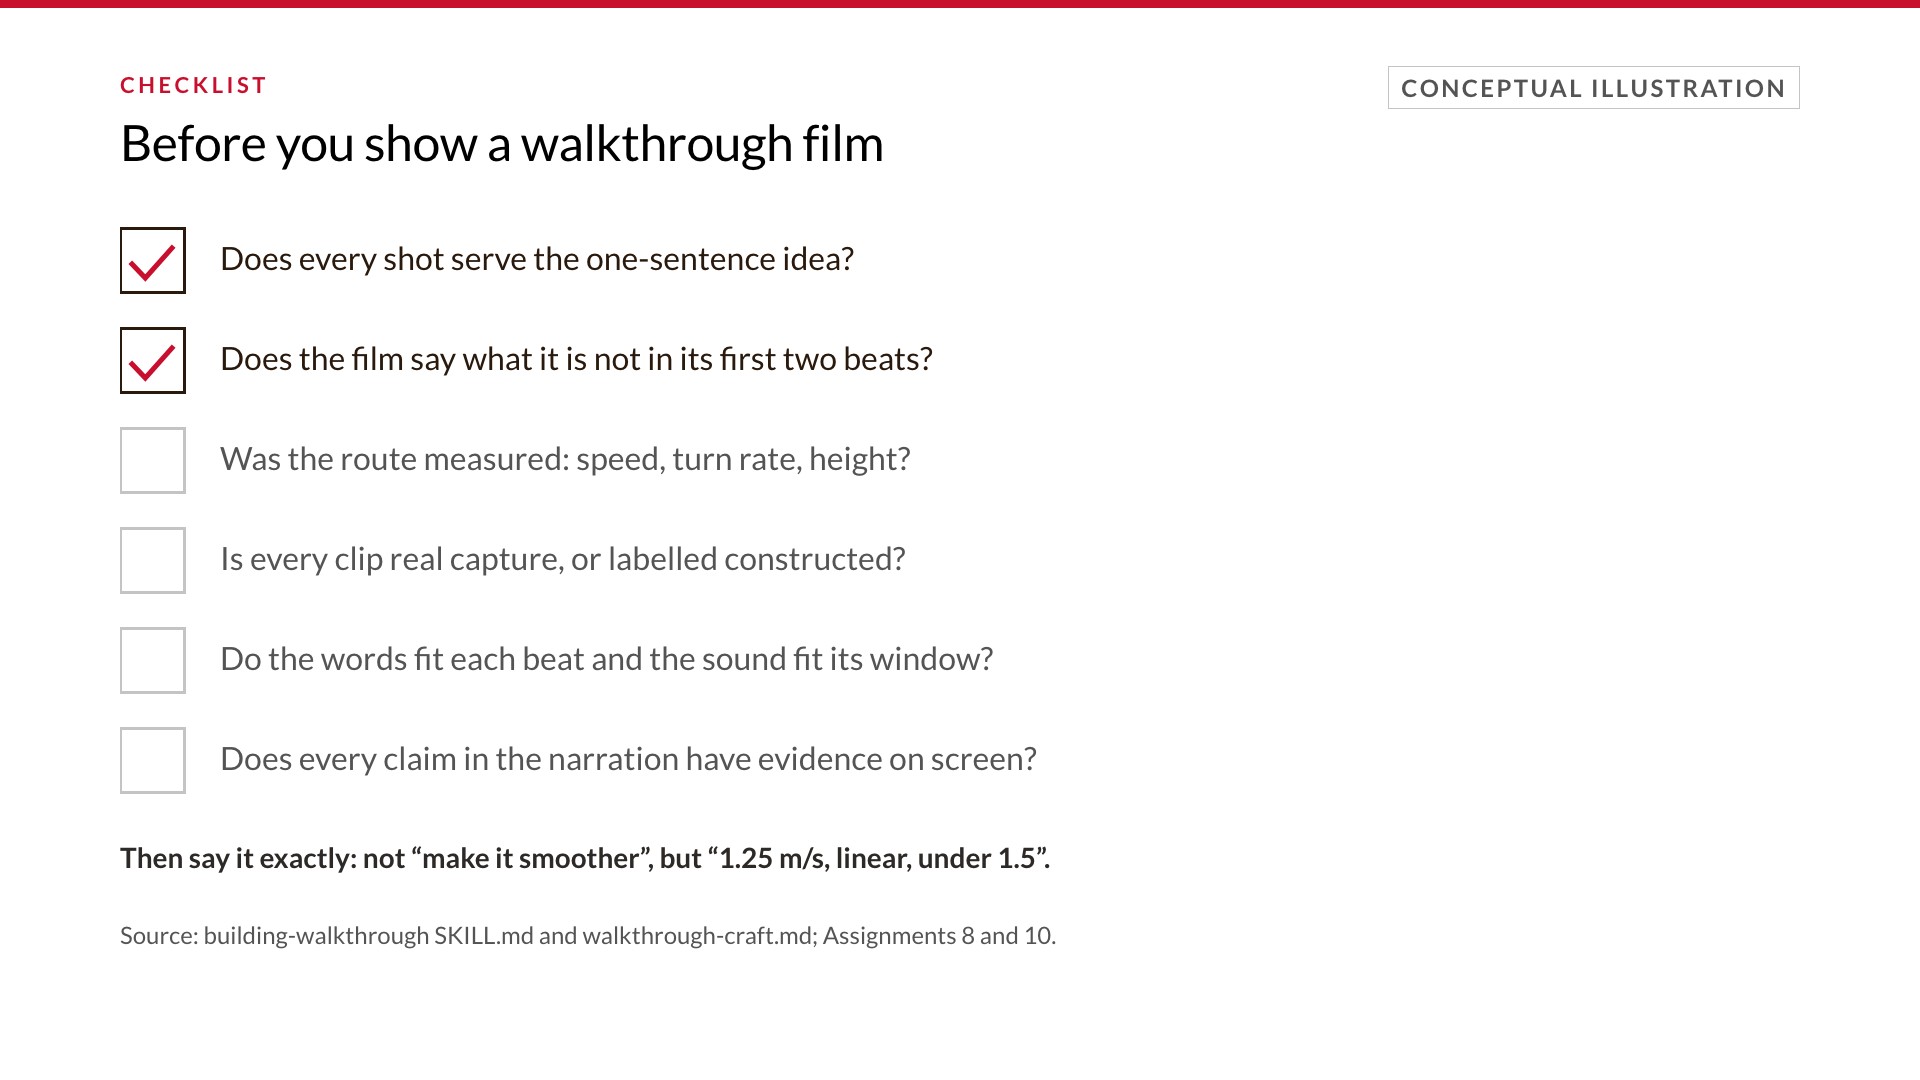 CHECKLIST
CONCEPTUAL ILLUSTRATION
Before you show a walkthrough film
Does every shot serve the one-sentence idea?
Does the film say what it is not in its first two beats?
Was the route measured: speed, turn rate, height?
Is every clip real capture, or labelled constructed?
Do the words fit each beat and the sound fit its window?
Does every claim in the narration have evidence on screen?
Then say it exactly: not “make it smoother”, but “1.25 m/s, linear, under 1.5”.
Source: building-walkthrough SKILL.md and walkthrough-craft.md; Assignments 8 and 10.